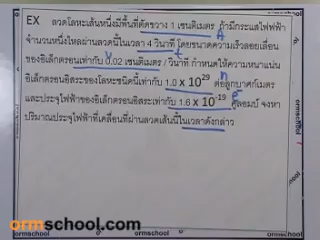 EX ลวดโลหะเส้นหนึ่งมีพื้นที่ตัดขวาง 1 เซนติเมตร ถ้ามีกระแสไฟฟ้า
A
จำนวนหนึ่งไหลผ่านลวดนี้ในเวลา 4 วินาที โดยขนาดความเร็วลอยเลื่อน
v t
อิเล็กตรอนเท่ากับ 0.02 เซนติเมตร / วินาที กำหนดให้ความหนาแน่น
n
อิเล็กตรอนอิสระของโลหะชนิดนี้เท่ากับ 1.0 x 10²⁹ ต่อลูกบาศก์เมตร
e
และประจุไฟฟ้าของอิเล็กตรอนอิสระเท่ากับ 1.6 x 10⁻¹⁹ คูลอมบ์ จงหา
ปริมาณประจุไฟฟ้าที่เคลื่อนที่ผ่านลวดเส้นนี้ในเวลาดังกล่าว
ormschool.com
ormschool
ormschool.com
ormschool